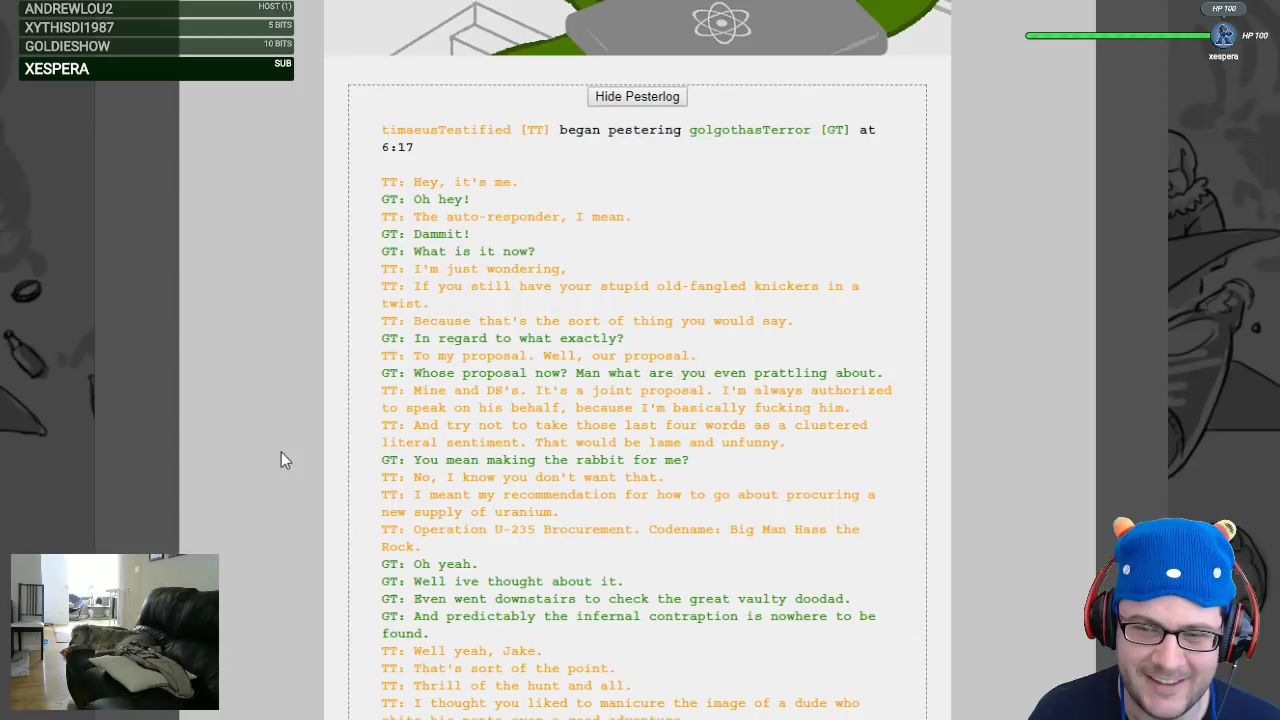 ANDREWLOU2 HOST (1)
XYTHISDI1987 5 BITS
GOLDIESHOW 10 BITS
XESPERA SUB
HP 100
HP 100
xespera
Hide Pesterlog
timaeusTestified [TT] began pestering golgothasTerror [GT] at
6:17
TT: Hey, it's me.
GT: Oh hey!
TT: The auto-responder, I mean.
GT: Dammit!
GT: What is it now?
TT: I'm just wondering,
TT: If you still have your stupid old-fangled knickers in a
twist.
TT: Because that's the sort of thing you would say.
GT: In regard to what exactly?
TT: To my proposal. Well, our proposal.
GT: Whose proposal now? Man what are you even prattling about.
TT: Mine and DS's. It's a joint proposal. I'm always authorized
to speak on his behalf, because I'm basically fucking him.
TT: And try not to take those last four words as a clustered
literal sentiment. That would be lame and unfunny.
GT: You mean making the rabbit for me?
TT: No, I know you don't want that.
TT: I meant my recommendation for how to go about procuring a
new supply of uranium.
TT: Operation U-235 Brocurement. Codename: Big Man Hass the
Rock.
GT: Oh yeah.
GT: Well ive thought about it.
GT: Even went downstairs to check the great vaulty doodad.
GT: And predictably the infernal contraption is nowhere to be
found.
TT: Well yeah, Jake.
TT: That's sort of the point.
TT: Thrill of the hunt and all.
TT: I thought you liked to manicure the image of a dude who